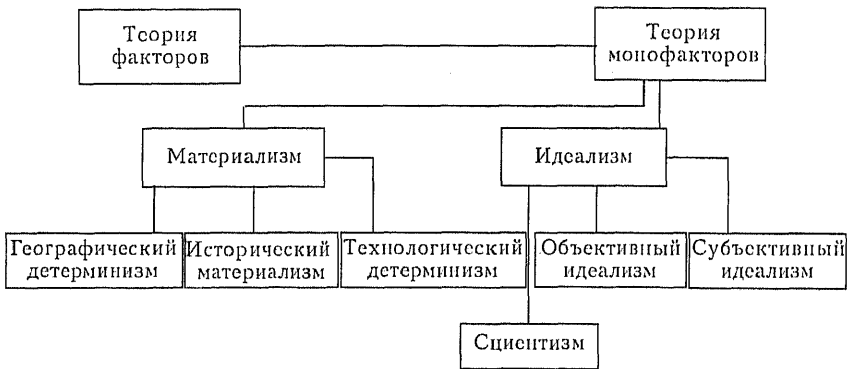 Теория
факторов
Теория
монофакторов
Материализм
Идеализм
Географический
детерминизм
Исторический
материализм
Технологический
детерминизм
Объективный
идеализм
Субъективный
идеализм
Сциентизм